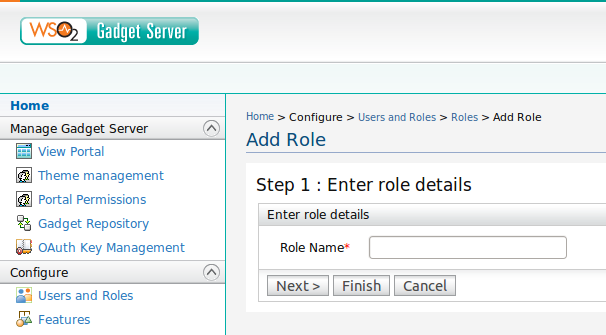 WSO2 Gadget Server
Home
Manage Gadget Server
View Portal
Theme management
Portal Permissions
Gadget Repository
OAuth Key Management
Configure
Users and Roles
Features
Home > Configure > Users and Roles > Roles > Add Role
Add Role
Step 1 : Enter role details
Enter role details
Role Name*
Next > Finish Cancel